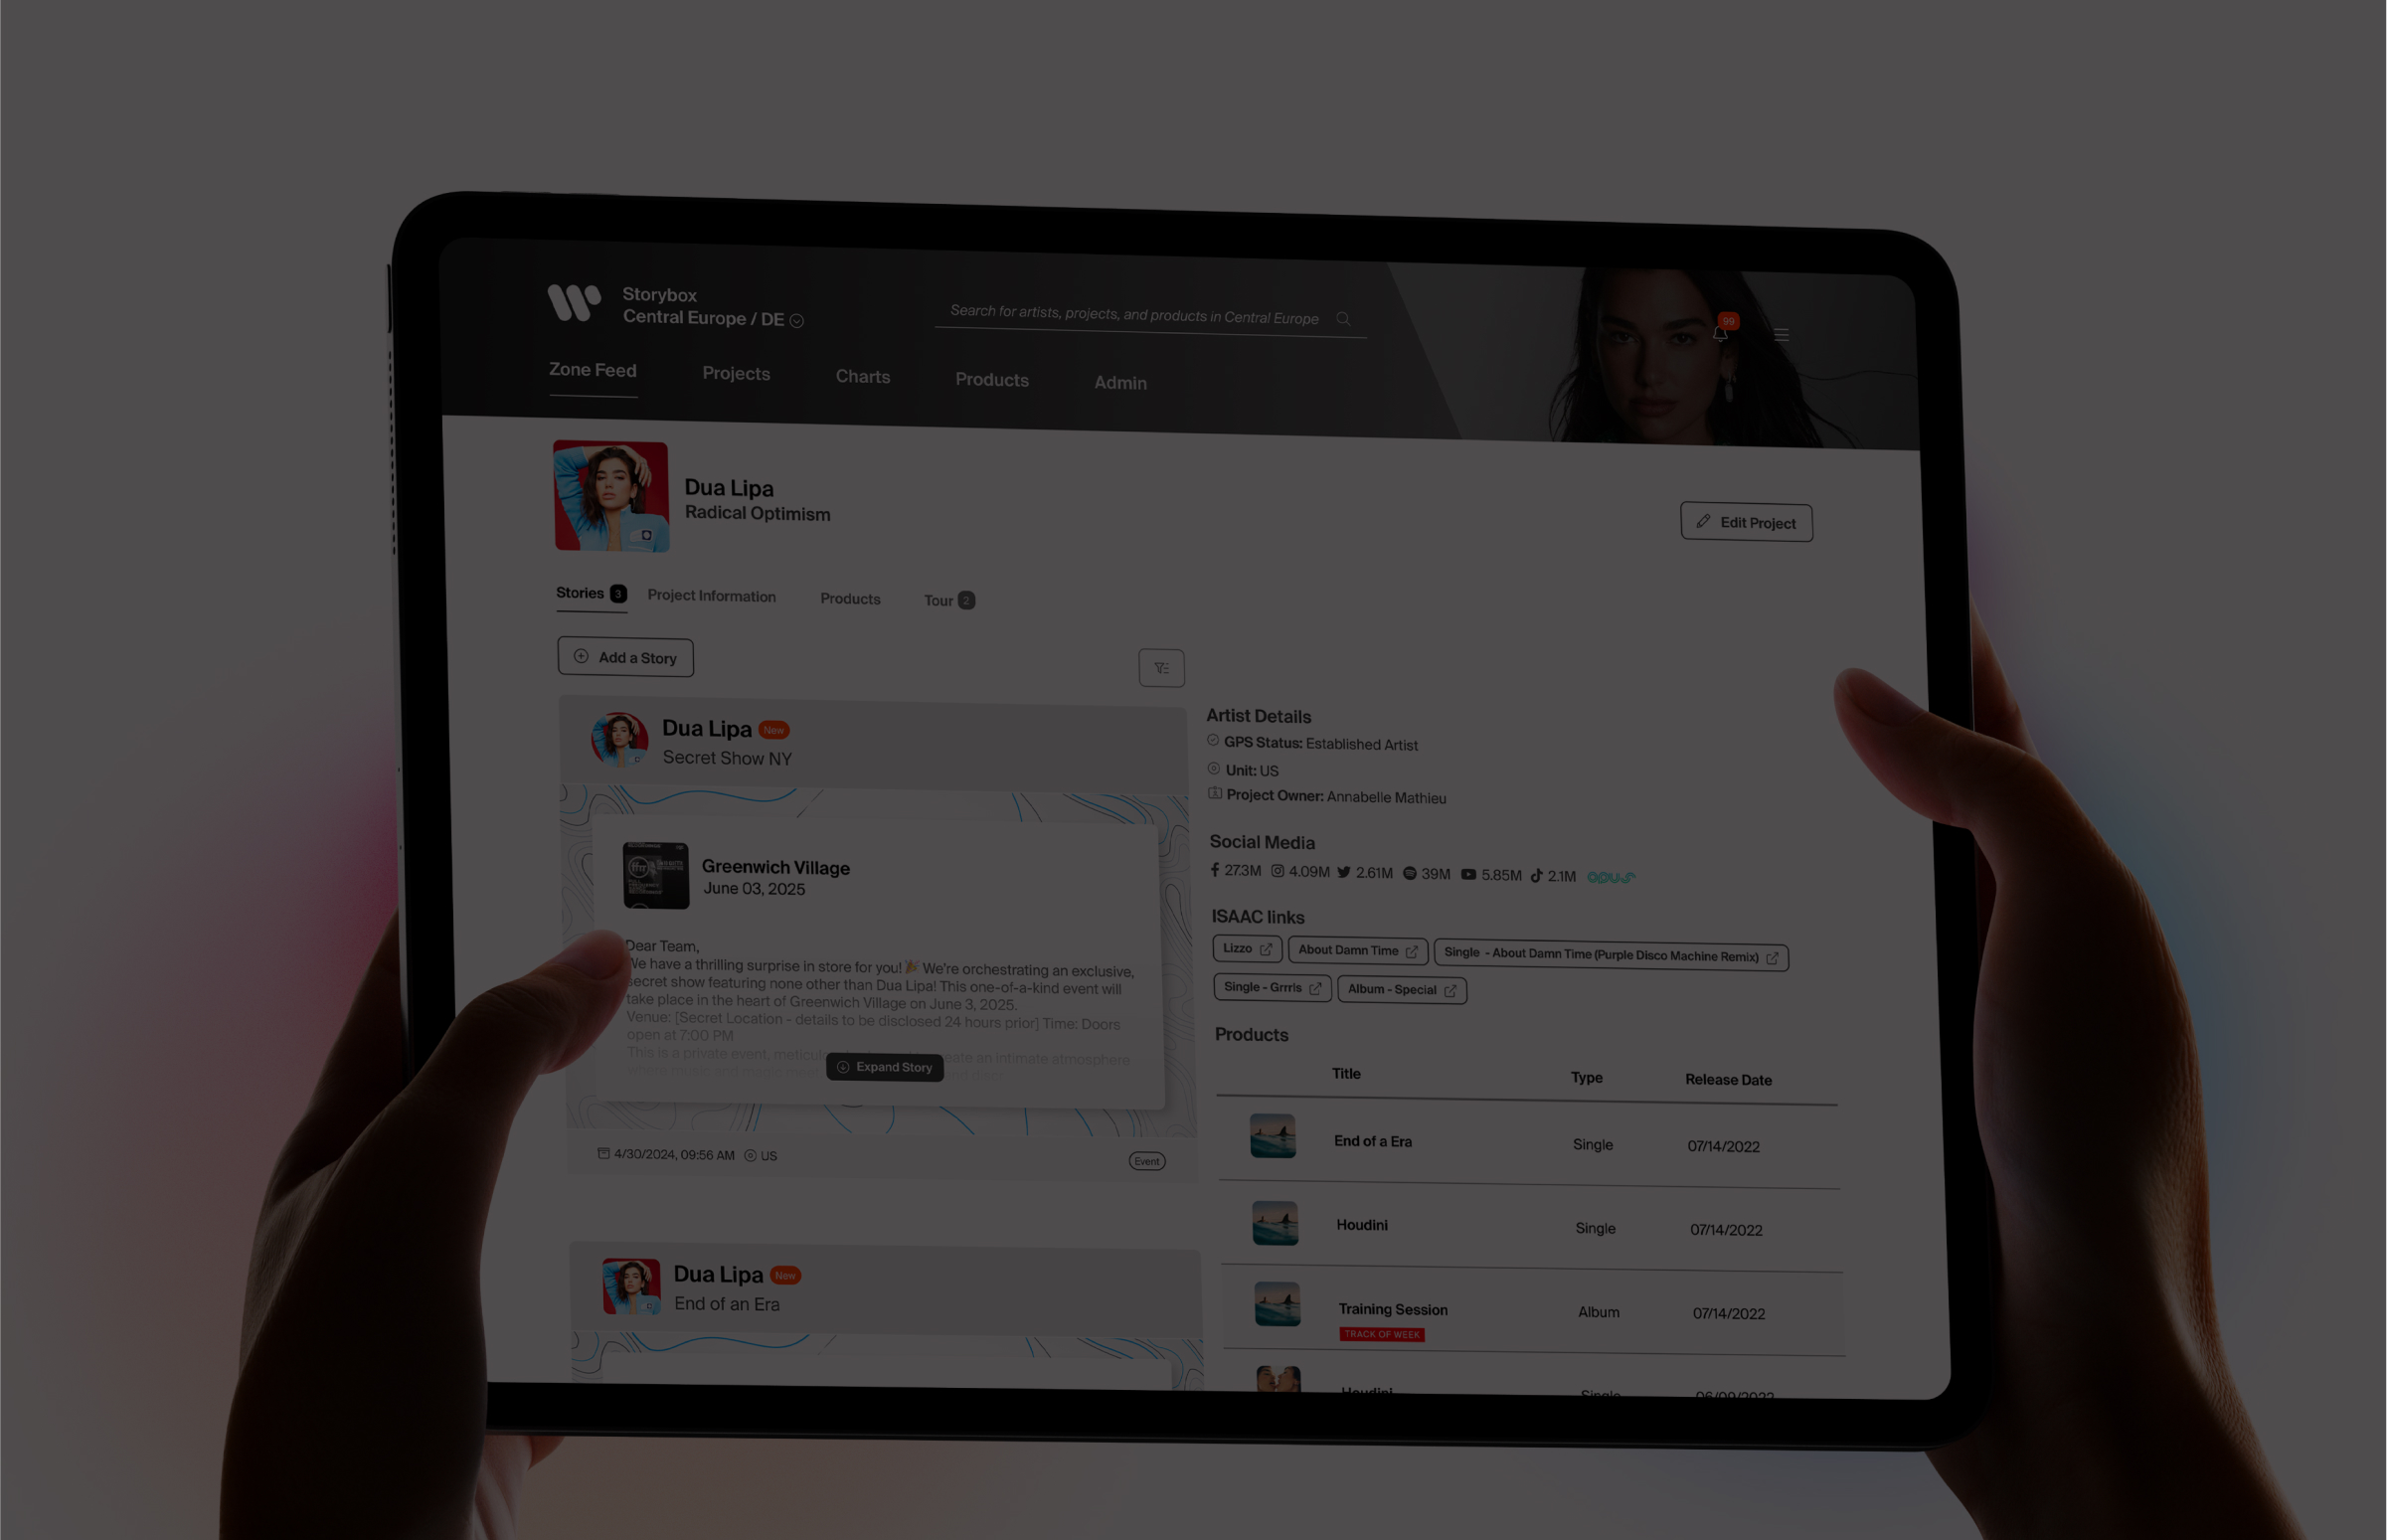 Storybox
Central Europe / DE
Search for artists, projects, and products in Central Europe
99
Zone Feed
Projects
Charts
Products
Admin
Dua Lipa
Radical Optimism
Edit Project
Stories 3
Project Information
Products
Tour 2
Add a Story
Dua Lipa New
Secret Show NY
Greenwich Village
June 03, 2025
Dear Team,
We have a thrilling surprise in store for you! 🎉 We're orchestrating an exclusive,
secret show featuring none other than Dua Lipa! This one-of-a-kind event will
take place in the heart of Greenwich Village on June 3, 2025.
Venue: [Secret Location - details to be disclosed 24 hours prior] Time: Doors
open at 7:00 PM
This is a private event, an intimate atmosphere
Expand Story
4/30/2024, 09:56 AM
US
Event
Dua Lipa New
End of an Era
Artist Details
GPS Status: Established Artist
Unit: US
Project Owner: Annabelle Mathieu
Social Media
27.3M 4.09M 2.61M 39M 5.85M 2.1M opus
ISAAC links
Lizzo
About Damn Time
Single - About Damn Time (Purple Disco Machine Remix)
Single - Grrrls
Album - Special
Products
Title Type Release Date
End of a Era Single 07/14/2022
Houdini Single 07/14/2022
Training Session Album 07/14/2022
TRACK OF WEEK
Houdini Single 06/09/2022